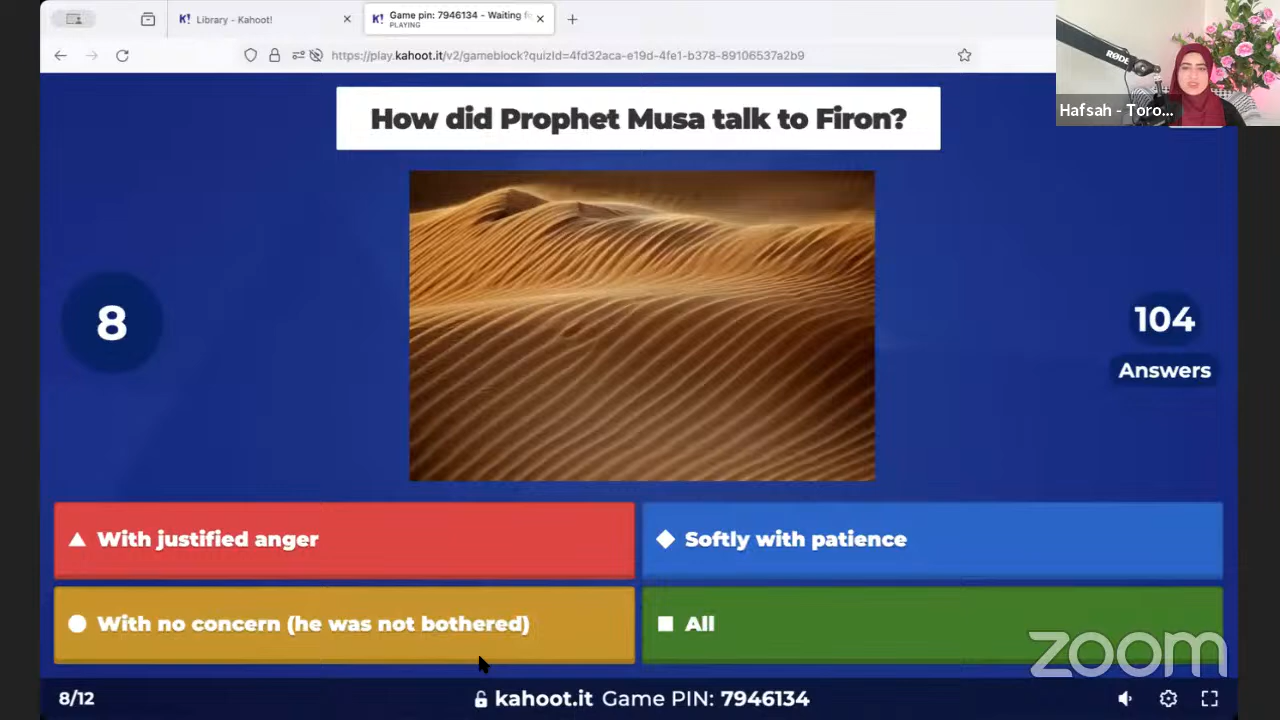 Library - Kahoot!
Game pin: 7946134 - Waiting f
PLAYING
https://play.kahoot.it/v2/gameblock?quizId=4fd32aca-e19d-4fe1-b378-89106537a2b9
RØDE
Hafsah - Toro...
How did Prophet Musa talk to Firon?
8
104
Answers
With justified anger
Softly with patience
With no concern (he was not bothered)
All
zoom
8/12
kahoot.it Game PIN: 7946134